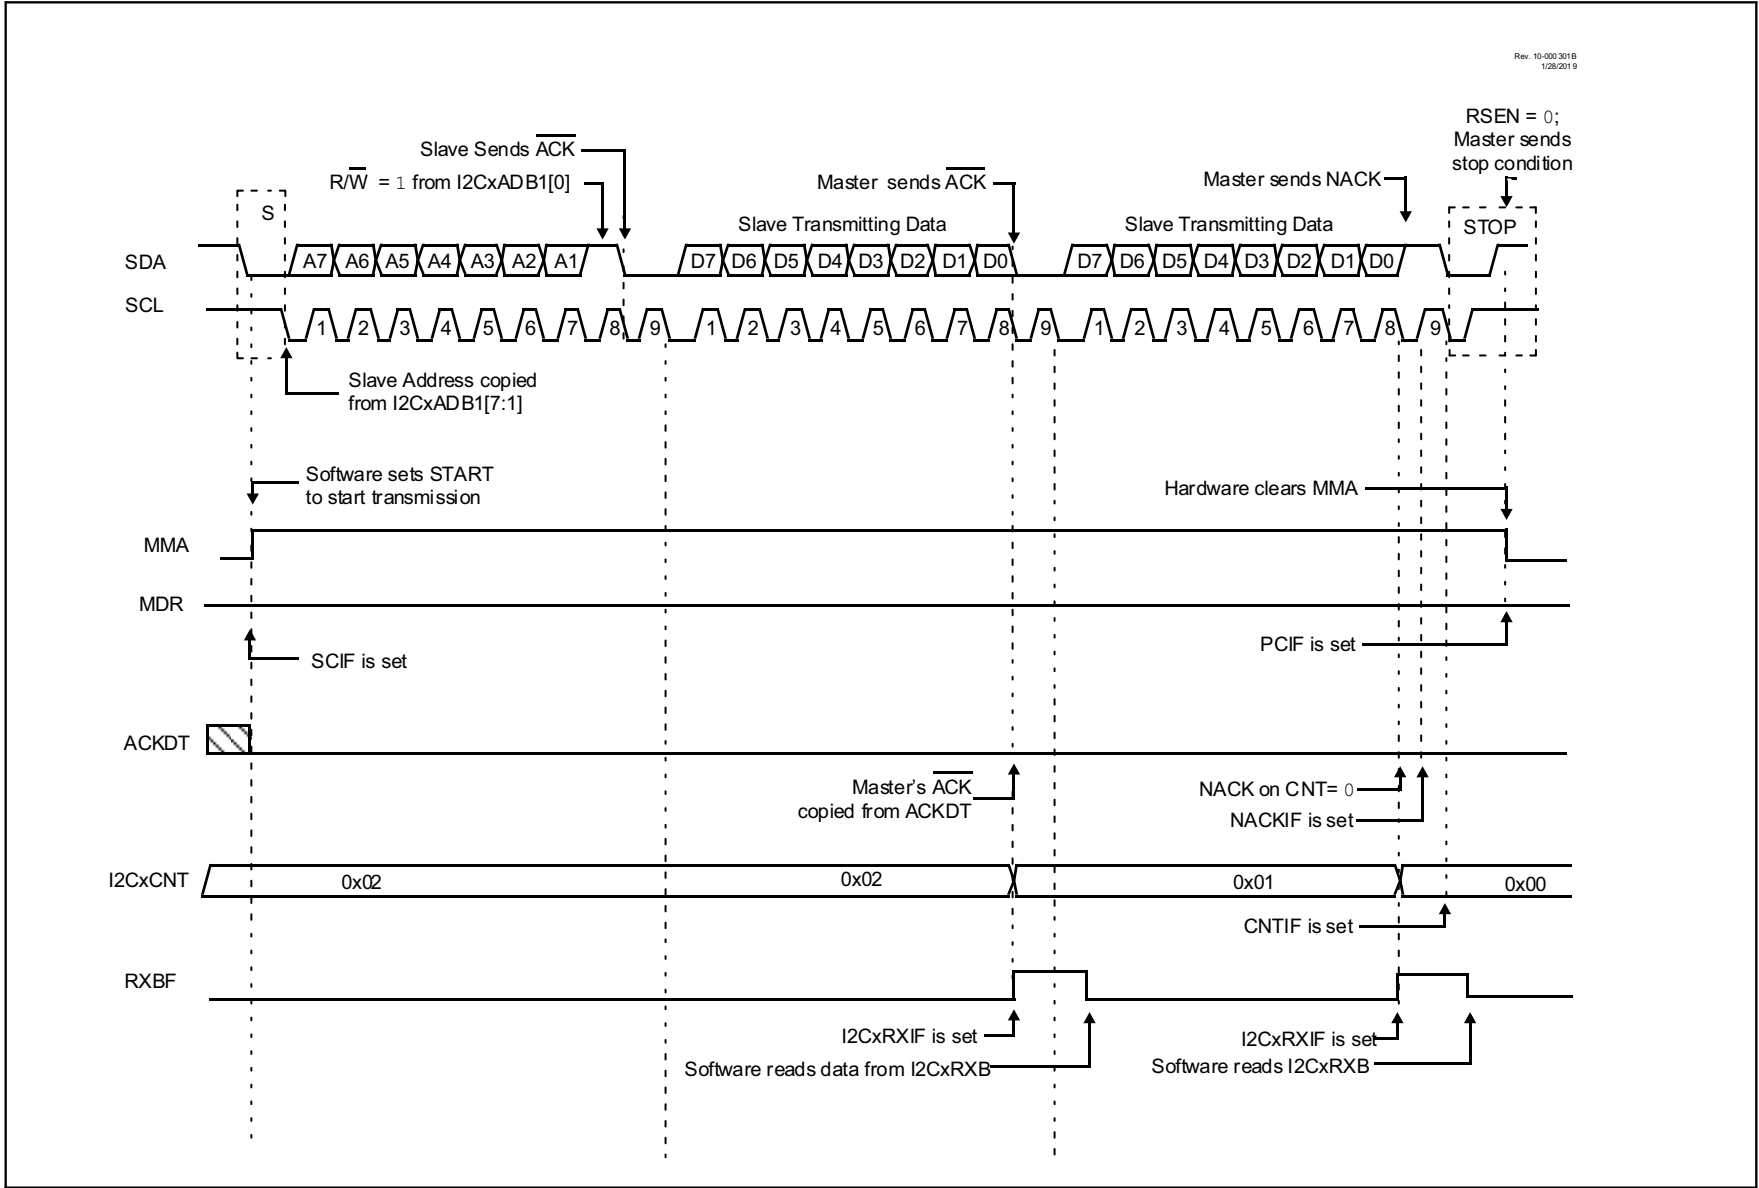 Rev. 10-000 301B
1/28/201 9
RSEN = 0;
Master sends
stop condition
Slave Sends ACK
R/W = 1 from I2CxADB1[0]
Master sends ACK
Master sends NACK
S
Slave Transmitting Data
Slave Transmitting Data
STOP
SDA
A7 A6 A5 A4 A3 A2 A1
D7 D6 D5 D4 D3 D2 D1 D0
D7 D6 D5 D4 D3 D2 D1 D0
SCL
1 2 3 4 5 6 7 8 9
1 2 3 4 5 6 7 8 9
1 2 3 4 5 6 7 8 9
Slave Address copied
from I2CxADB1[7:1]
Software sets START
to start transmission
Hardware clears MMA
MMA
MDR
SCIF is set
PCIF is set
ACKDT
Master's ACK
copied from ACKDT
NACK on CNT= 0
NACKIF is set
I2CxCNT
0x02
0x02
0x01
0x00
CNTIF is set
RXBF
I2CxRXIF is set
Software reads data from I2CxRXB
I2CxRXIF is set
Software reads I2CxRXB